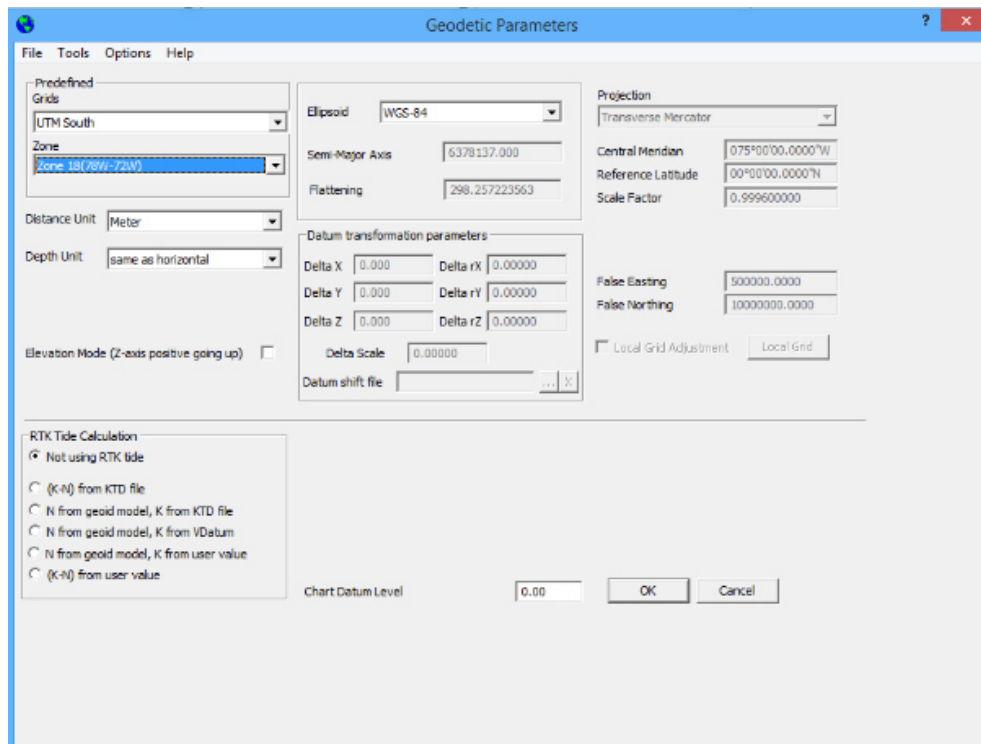 Geodetic Parameters
? x
File Tools Options Help
Predefined
Grids
UTM South
Zone
Zone 18(78W-72W)
Distance Unit Meter
Depth Unit same as horizontal
Elevation Mode (Z-axis positive going up)
Elipsoid WGS-84
Semi-Major Axis 6378137.000
Flattening 298.257223563
Datum transformation parameters
Delta X 0.000 Delta rX 0.00000
Delta Y 0.000 Delta rY 0.00000
Delta Z 0.000 Delta rZ 0.00000
Delta Scale 0.00000
Datum shift file ... X
Projection
Transverse Mercator
Central Meridian 075°00'00.0000"W
Reference Latitude 00°00'00.0000"N
Scale Factor 0.999600000
False Easting 500000.0000
False Northing 10000000.0000
Local Grid Adjustment Local Grid
RTK Tide Calculation
Not using RTK tide
(K-N) from KTD file
N from geoid model, K from KTD file
N from geoid model, K from VDatum
N from geoid model, K from user value
(K-N) from user value
Chart Datum Level 0.00 OK Cancel